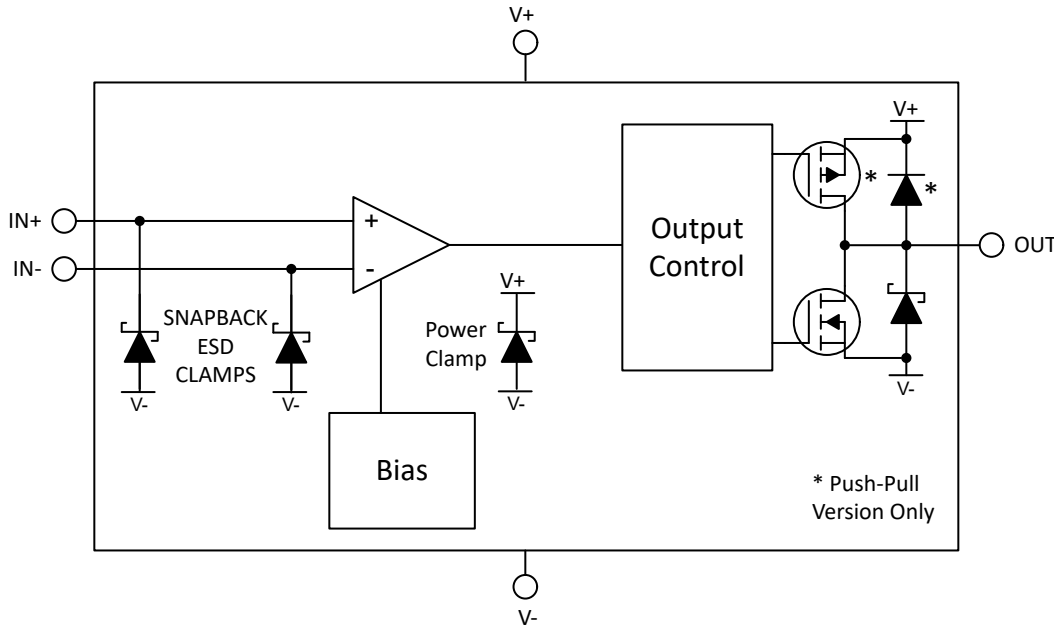 V+
V+
*
*
IN+
+
Output
Control
OUT
IN-
-
V+
SNAPBACK
ESD
CLAMPS
Power
Clamp
V-
V-
V-
V-
Bias
* Push-Pull
Version Only
V-